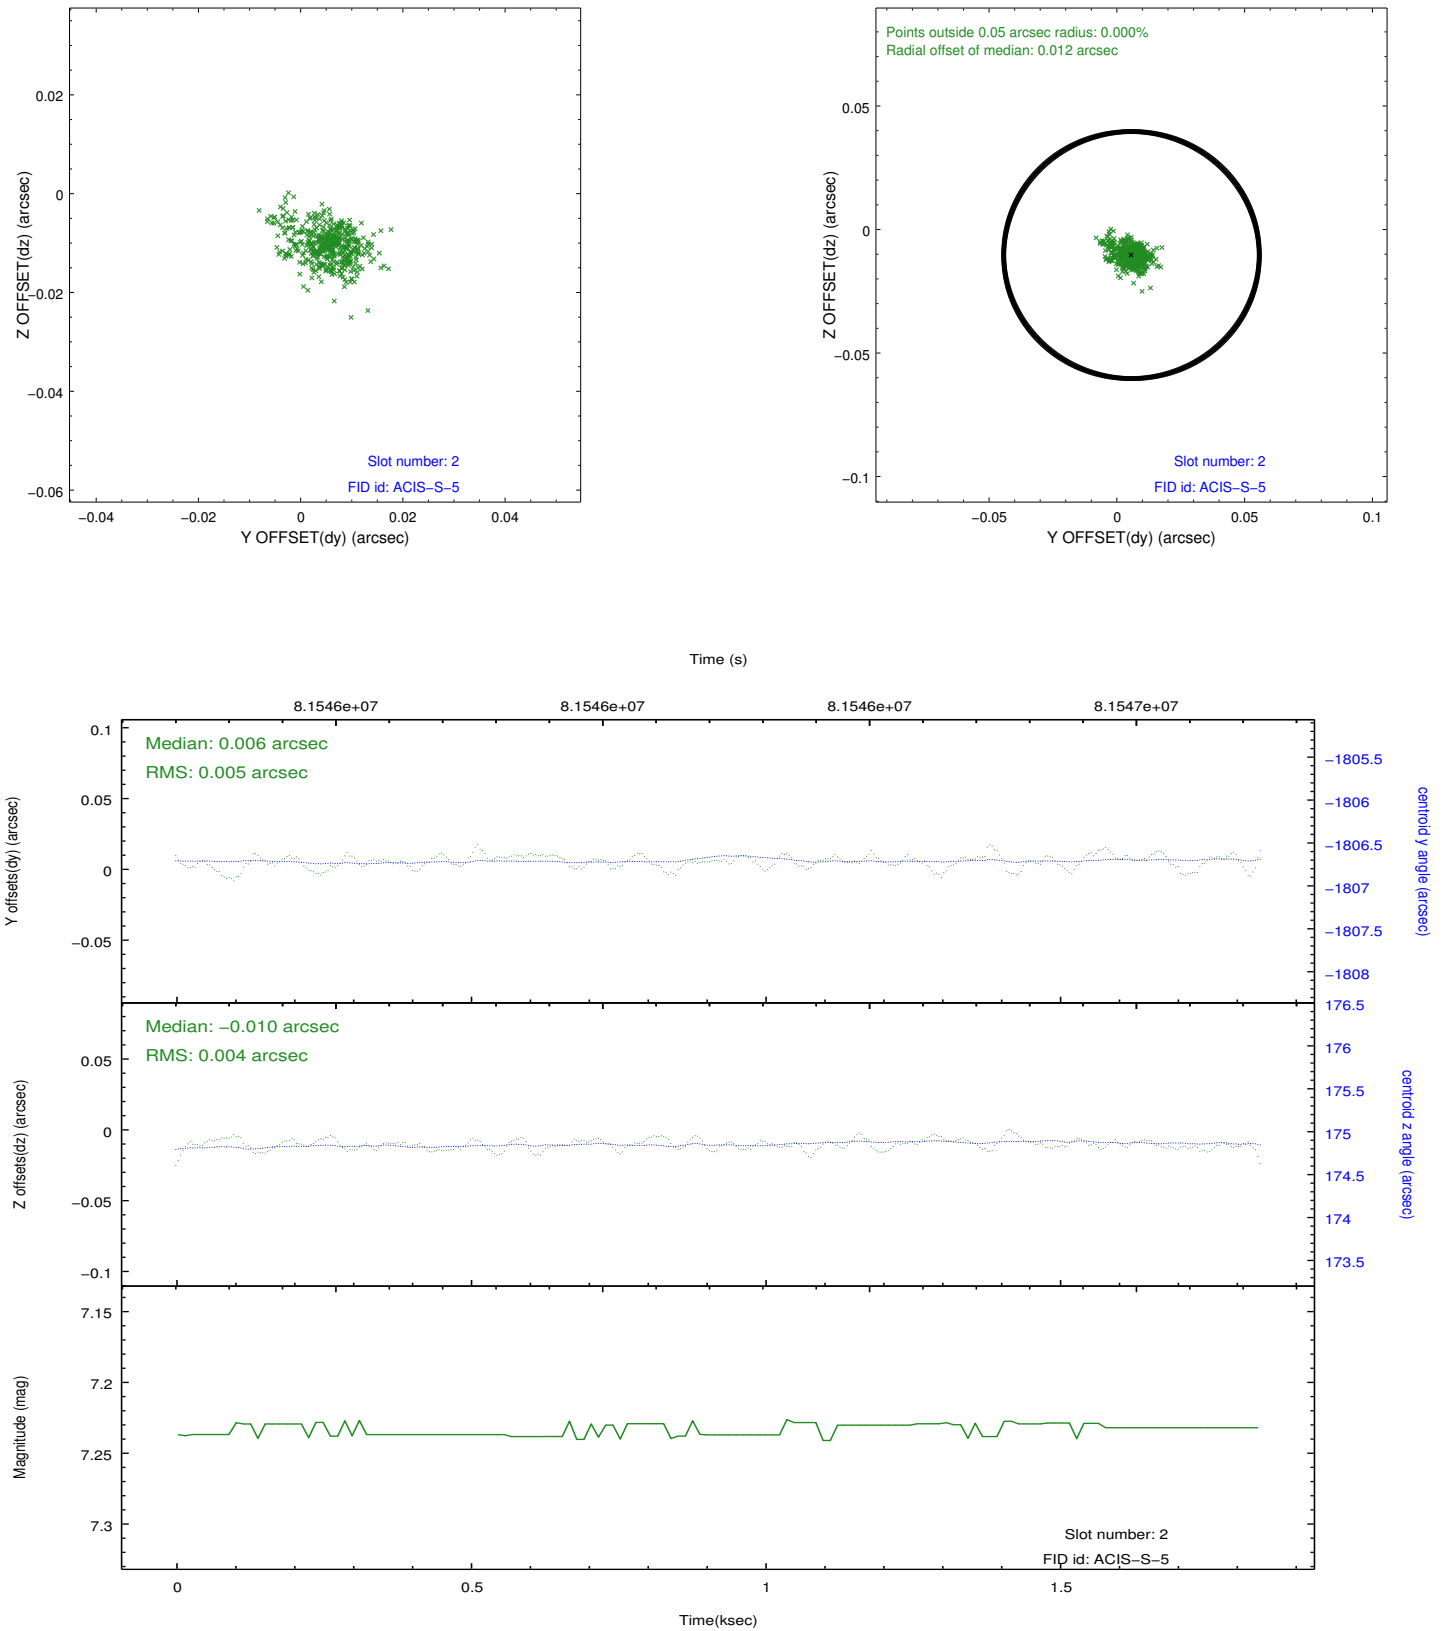 0.02
0
−0.02
−0.04
−0.06
Z OFFSET(dz) (arcsec)
Slot number: 2
FID id: ACIS−S−5
−0.04
−0.02
0
0.02
0.04
Y OFFSET(dy) (arcsec)
Points outside 0.05 arcsec radius: 0.000%
Radial offset of median: 0.012 arcsec
0.05
0
−0.05
−0.1
Z OFFSET(dz) (arcsec)
Slot number: 2
FID id: ACIS−S−5
−0.05
0
0.05
0.1
Y OFFSET(dy) (arcsec)
Time (s)
8.1546e+07
8.1546e+07
8.1546e+07
8.1547e+07
Median: 0.006 arcsec
RMS: 0.005 arcsec
0.1
0.05
0
−0.05
Y offsets(dy) (arcsec)
−1805.5
−1806
−1806.5
−1807
−1807.5
−1808
centroid y angle (arcsec)
Median: −0.010 arcsec
RMS: 0.004 arcsec
0.05
0
−0.05
−0.1
Z offsets(dz) (arcsec)
176.5
176
175.5
175
174.5
174
173.5
centroid z angle (arcsec)
7.15
7.2
7.25
7.3
Magnitude (mag)
Slot number: 2
FID id: ACIS−S−5
0
0.5
1
1.5
Time(ksec)